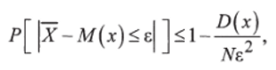 P[|X̅ − M(x) ≤ ε|] ≤ 1 − D(x)/Nε²,